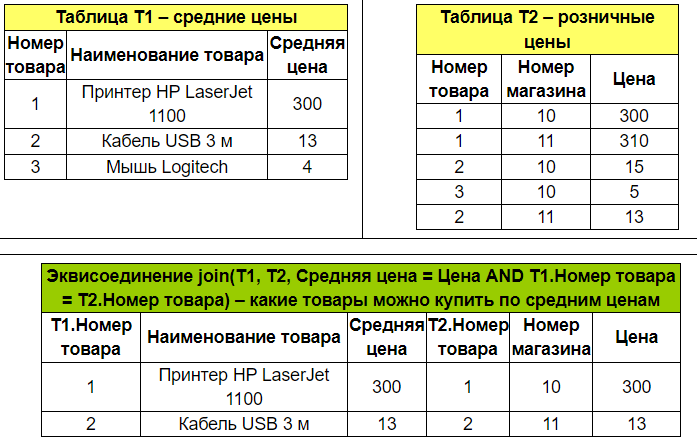 Таблица T1 – средние цены
Номер товара Наименование товара Средняя цена
1 Принтер HP LaserJet 1100 300
2 Кабель USB 3 м 13
3 Мышь Logitech 4
Таблица T2 – розничные цены
Номер товара Номер магазина Цена
1 10 300
1 11 310
2 10 15
3 10 5
2 11 13
Эквисоединение join(T1, T2, Средняя цена = Цена AND T1.Номер товара
= T2.Номер товара) – какие товары можно купить по средним ценам
T1.Номер товара Наименование товара Средняя цена T2.Номер товара Номер магазина Цена
1 Принтер HP LaserJet 1100 300 1 10 300
2 Кабель USB 3 м 13 2 11 13